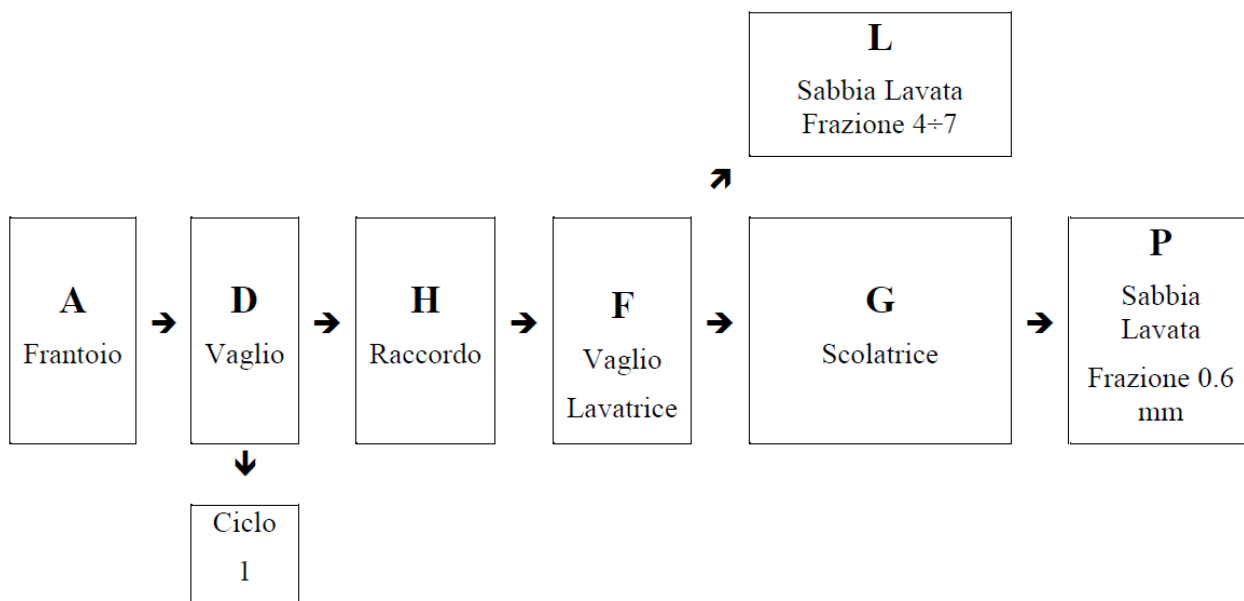 L
Sabbia Lavata
Frazione 4÷7
A
Frantoio
D
Vaglio
H
Raccordo
F
Vaglio
Lavatrice
G
Scolatrice
P
Sabbia
Lavata
Frazione 0.6
mm
Ciclo
1